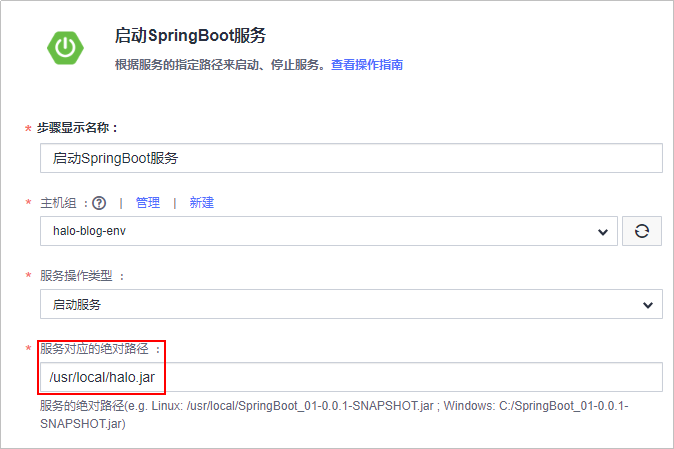 启动SpringBoot服务
根据服务的指定路径来启动、停止服务。查看操作指南
* 步骤显示名称：
启动SpringBoot服务
* 主机组 ：? | 管理 | 新建
halo-blog-env
* 服务操作类型 ：
启动服务
* 服务对应的绝对路径 ：
/usr/local/halo.jar
服务的绝对路径(e.g. Linux: /usr/local/SpringBoot_01-0.0.1-SNAPSHOT.jar ; Windows: C:/SpringBoot_01-0.0.1-
SNAPSHOT.jar)